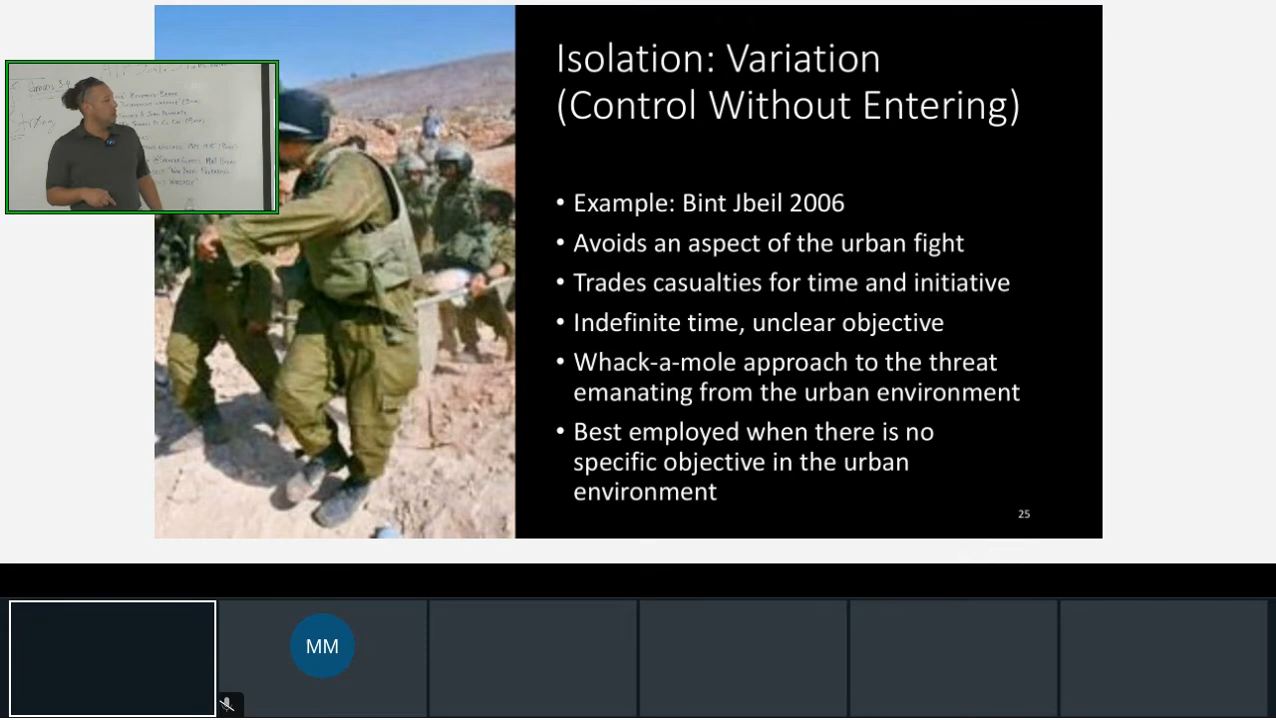 Isolation: Variation
(Control Without Entering)
• Example: Bint Jbeil 2006
• Avoids an aspect of the urban fight
• Trades casualties for time and initiative
• Indefinite time, unclear objective
• Whack-a-mole approach to the threat
emanating from the urban environment
• Best employed when there is no
specific objective in the urban
environment
25
MM